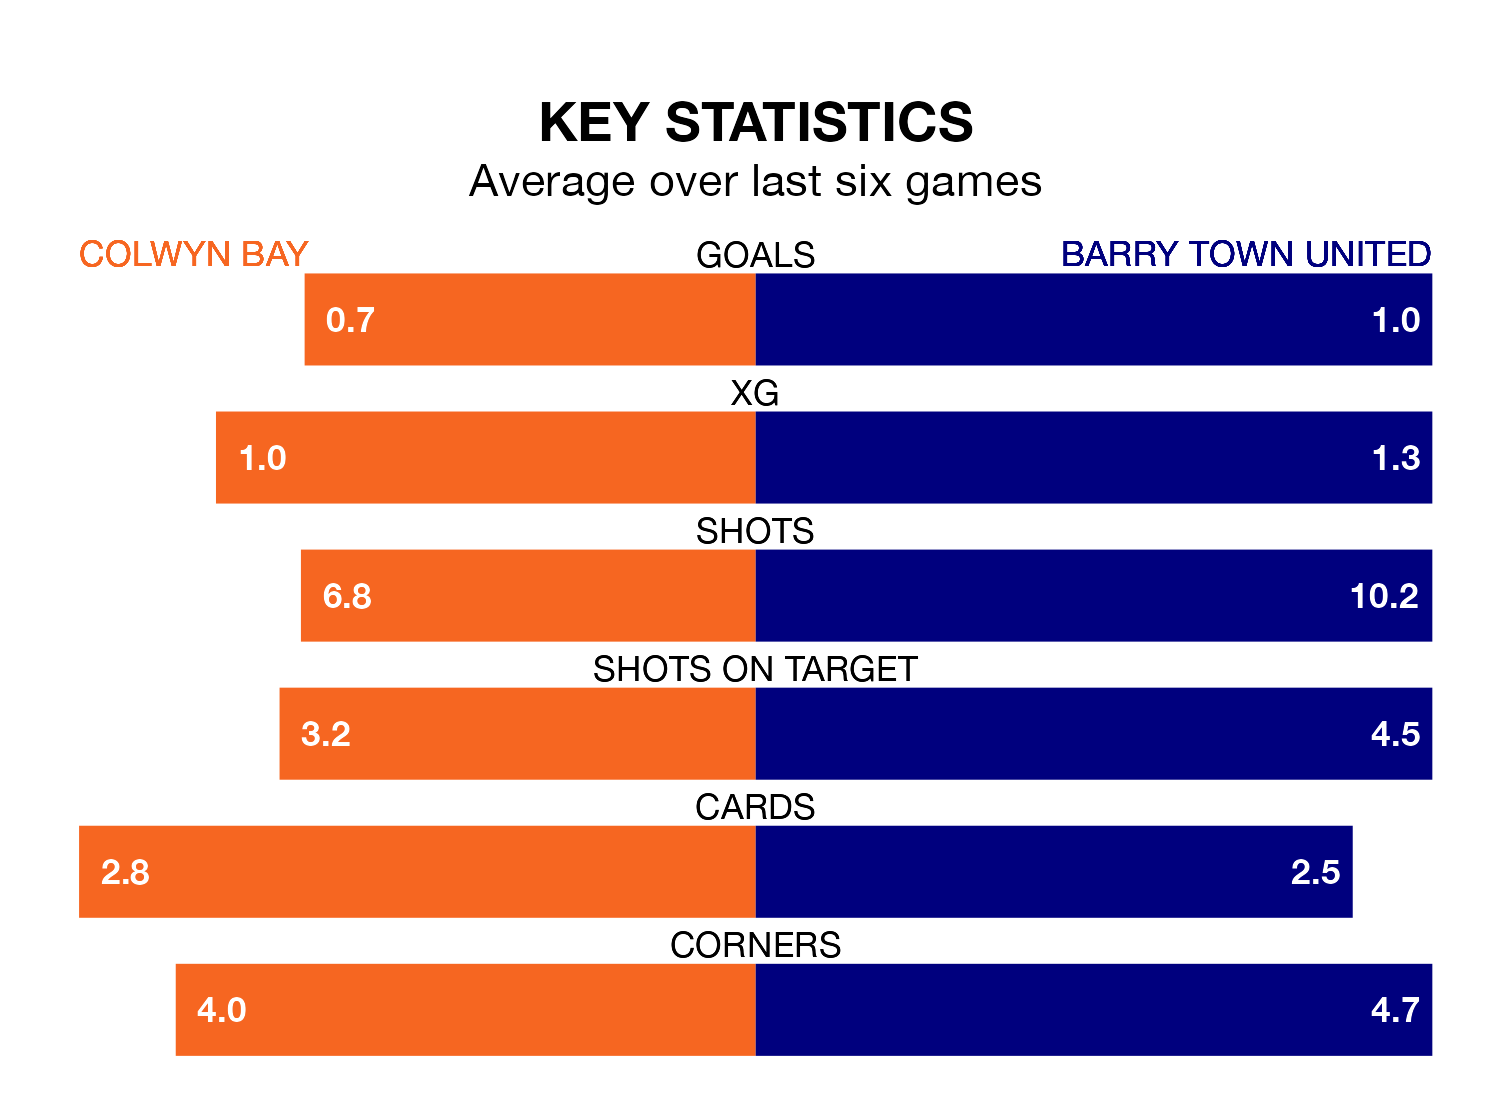 KEY STATISTICS
Average over last six games
COLWYN BAY GOALS BARRY TOWN UNITED
0.7 1.0
XG
1.0 1.3
SHOTS
6.8 10.2
SHOTS ON TARGET
3.2 4.5
CARDS
2.8 2.5
CORNERS
4.0 4.7